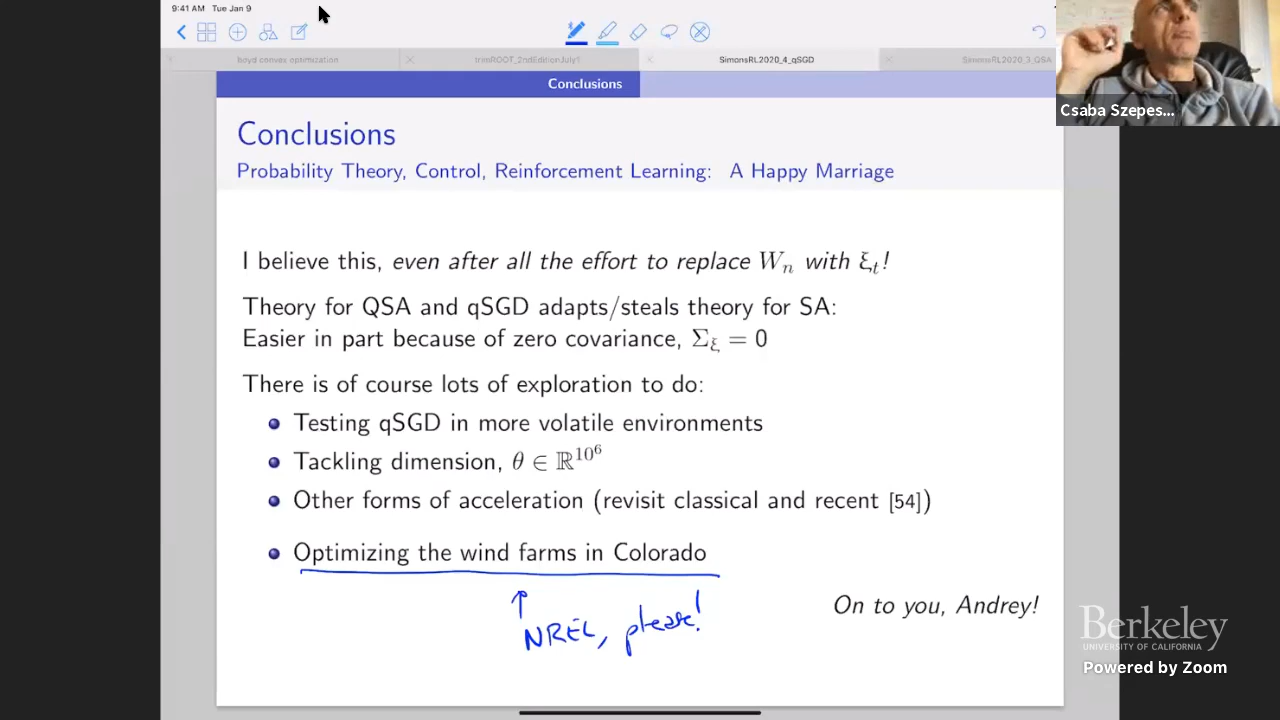 9:41 AM Tue Jan 9
boyd convex optimization
trimROOT_2ndEditionJuly1
SimonsRL2020_4_qSGD
SimonsRL2020_3_QSA
Csaba Szepes...
Conclusions
Conclusions
Probability Theory, Control, Reinforcement Learning: A Happy Marriage
I believe this, even after all the effort to replace Wₙ with ξₜ!
Theory for QSA and qSGD adapts/steals theory for SA:
Easier in part because of zero covariance, Σ_ξ = 0
There is of course lots of exploration to do:
• Testing qSGD in more volatile environments
• Tackling dimension, θ ∈ ℝ^10^6
• Other forms of acceleration (revisit classical and recent [54])
• Optimizing the wind farms in Colorado
↑
NREL, please!
On to you, Andrey!
Berkeley
UNIVERSITY OF CALIFORNIA
Powered by Zoom